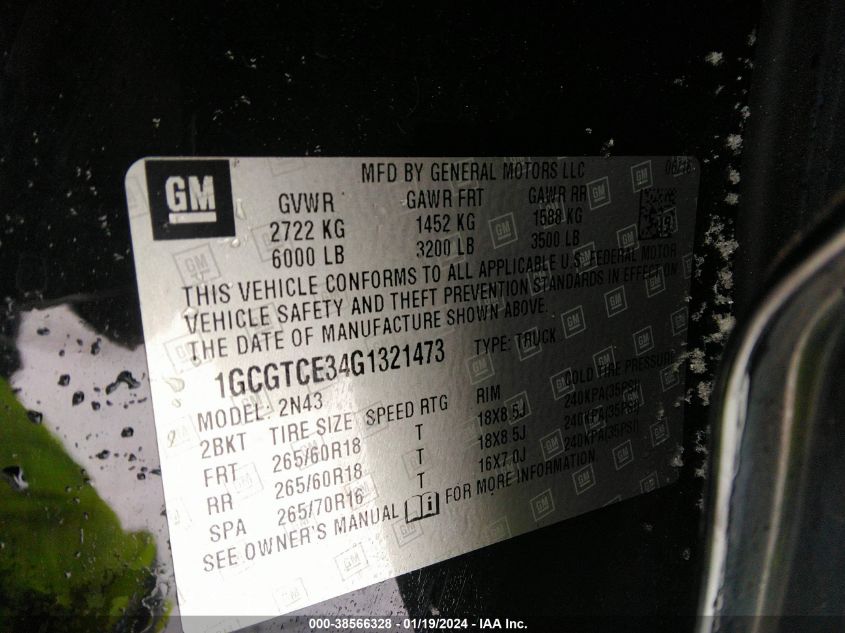 GM
MFD BY GENERAL MOTORS LLC
GVWR GAWR FRT GAWR RR
2722 KG 1452 KG 1588 KG
6000 LB 3200 LB 3500 LB
THIS VEHICLE CONFORMS TO ALL APPLICABLE U.S. FEDERAL MOTOR
VEHICLE SAFETY AND THEFT PREVENTION STANDARDS IN EFFECT ON
THE DATE OF MANUFACTURE SHOWN ABOVE.
1GCGTCE34G1321473 TYPE: TRUCK
MODEL: 2N43
2BKT TIRE SIZE SPEED RTG RIM COLD TIRE PRESSURE
FRT 265/60R18 T 18X8.5J 240KPA(35PSI)
RR 265/60R18 T 18X8.5J 240KPA(35PSI)
SPA 265/70R16 T 16X7.0J 240KPA(35PSI)
SEE OWNER'S MANUAL FOR MORE INFORMATION.
000-38566328 - 01/19/2024 - IAA Inc.